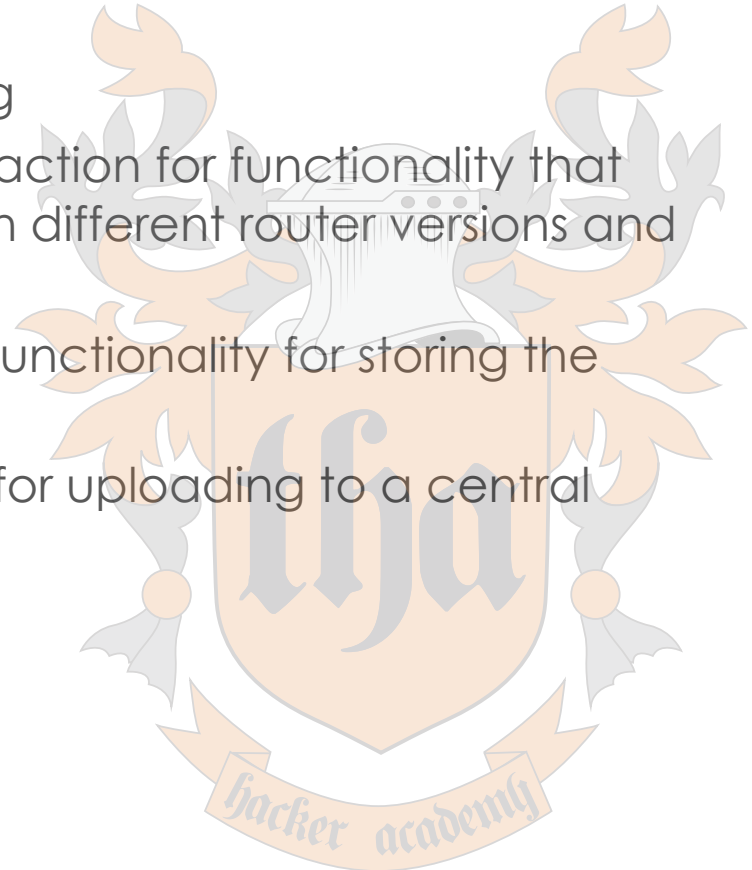 g
action for functionality that
n different router versions and
unctionality for storing the
for uploading to a central
tha
hacker academy